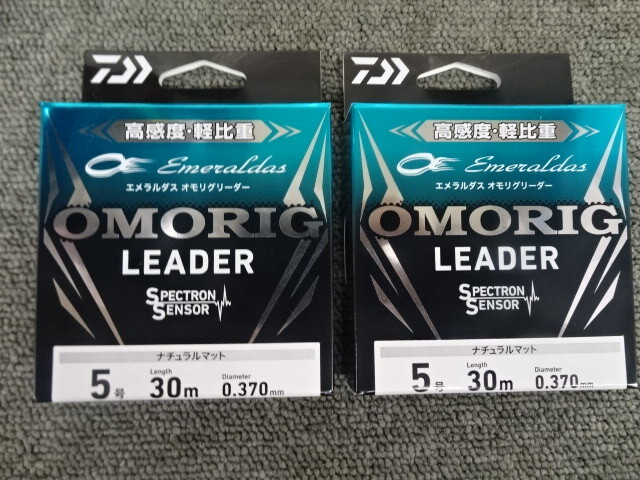 高感度・軽比重
Emeraldas
エメラルダス オモリグリーダー
OMORIG
LEADER
SPECTRON
SENSOR
ナチュラルマット
5号 Length 30m Diameter 0.370mm
高感度・軽比重
Emeraldas
エメラルダス オモリグリーダー
OMORIG
LEADER
SPECTRON
SENSOR
ナチュラルマット
5号 Length 30m Diameter 0.370mm